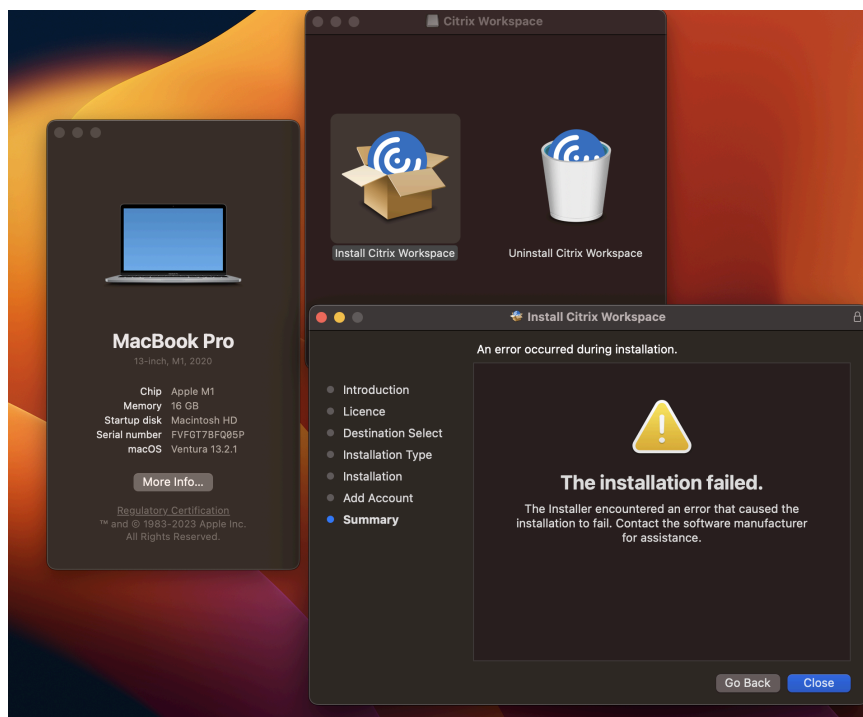 Citrix Workspace
Install Citrix Workspace
Uninstall Citrix Workspace
MacBook Pro
13-inch, M1, 2020
Chip Apple M1
Memory 16 GB
Startup disk Macintosh HD
Serial number FVFGT7BFQ05P
macOS Ventura 13.2.1
More Info...
Regulatory Certification
™ and © 1983-2023 Apple Inc.
All Rights Reserved.
Install Citrix Workspace
An error occurred during installation.
Introduction
Licence
Destination Select
Installation Type
Installation
Add Account
Summary
The installation failed.
The Installer encountered an error that caused the
installation to fail. Contact the software manufacturer
for assistance.
Go Back
Close